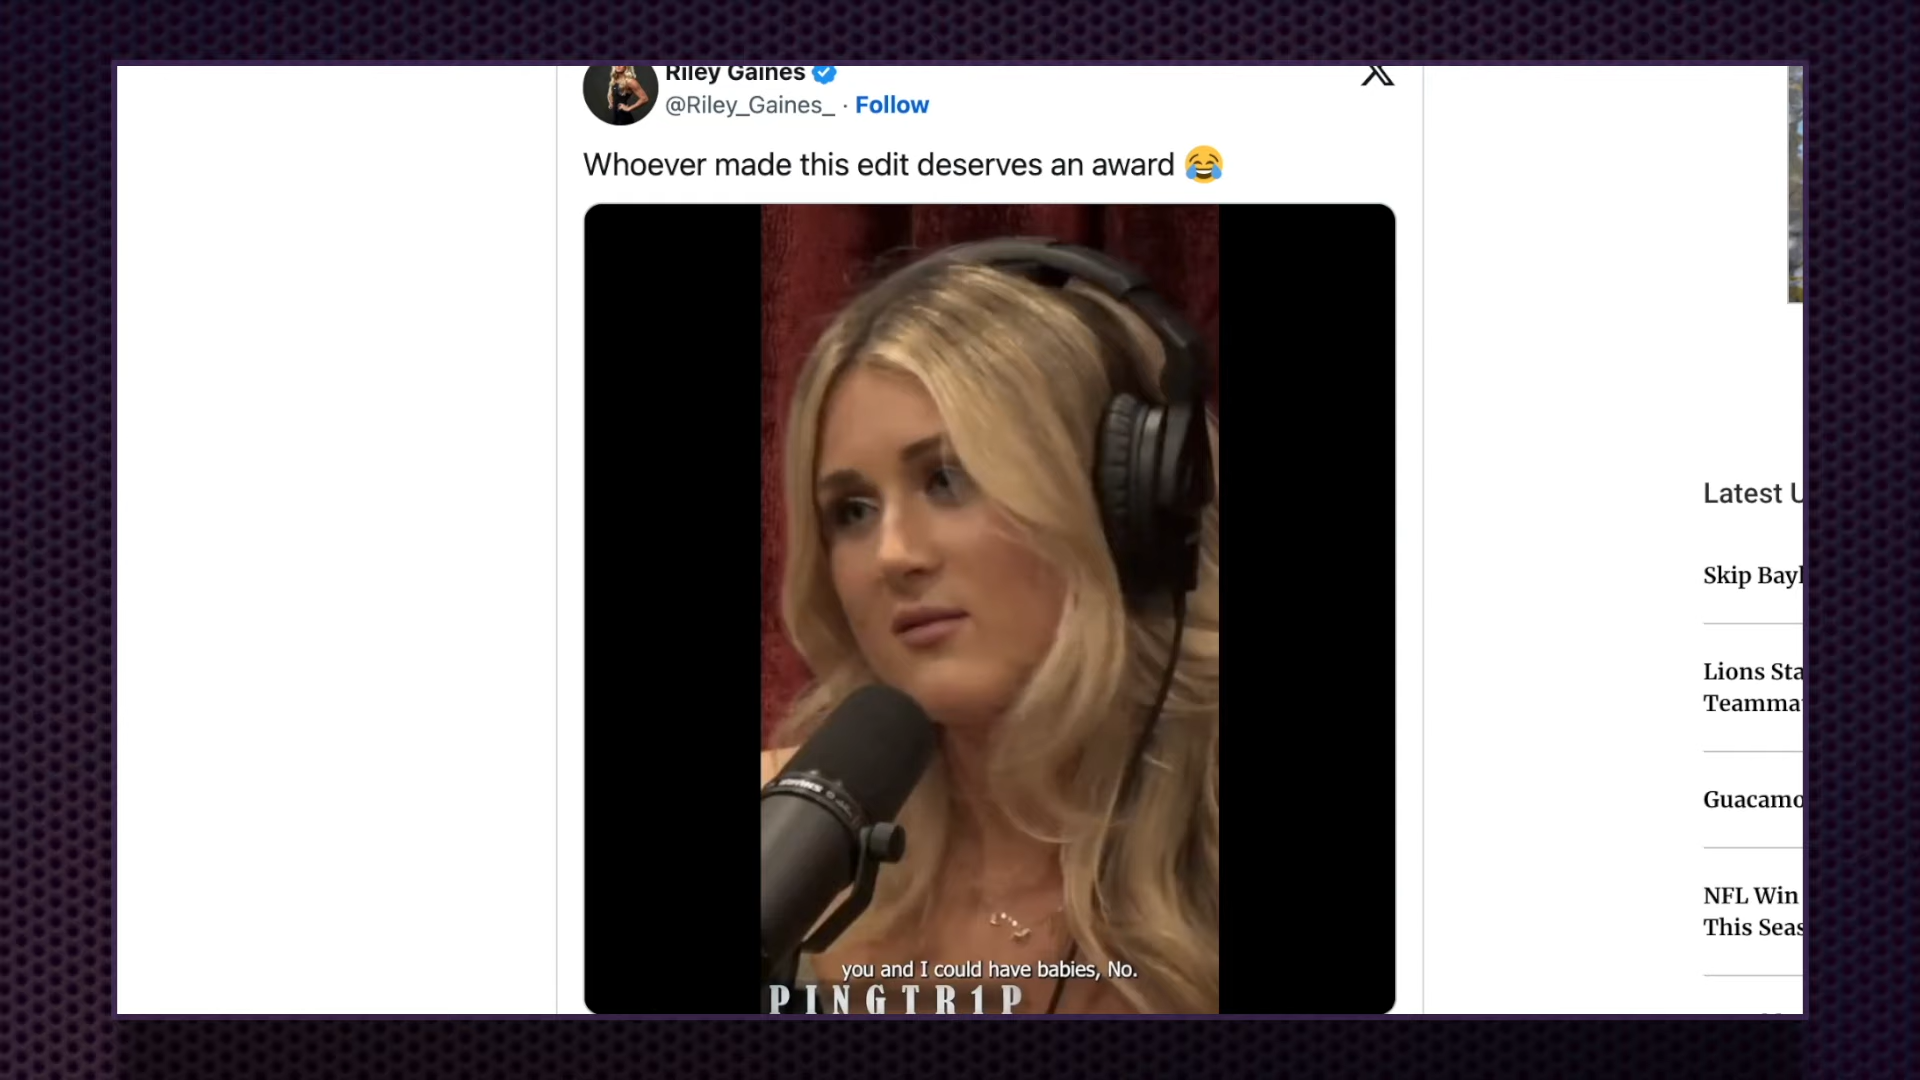 Riley Gaines
@Riley_Gaines_ · Follow
Whoever made this edit deserves an award 😂
you and I could have babies, No.
PINGTR1P
Latest U
Skip Bayl
Lions Sta
Teamma
Guacamo
NFL Win
This Seas